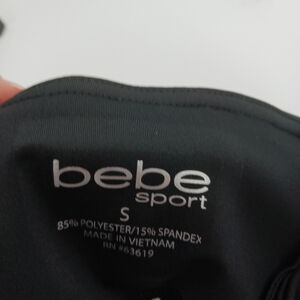 bebe
sport
S
85% POLYESTER/15% SPANDEX
MADE IN VIETNAM
RN #63619